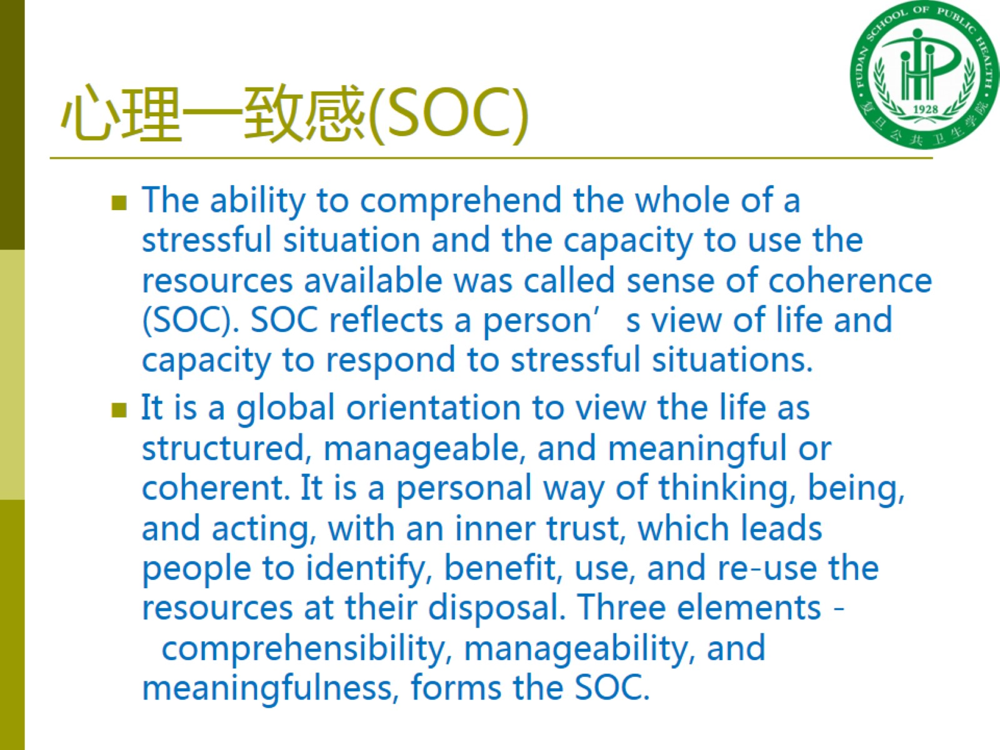 心理一致感(SOC)
FUDAN SCHOOL OF PUBLIC HEALTH
1928
复旦公共卫生学院
The ability to comprehend the whole of a
stressful situation and the capacity to use the
resources available was called sense of coherence
(SOC). SOC reflects a person’s view of life and
capacity to respond to stressful situations.
It is a global orientation to view the life as
structured, manageable, and meaningful or
coherent. It is a personal way of thinking, being,
and acting, with an inner trust, which leads
people to identify, benefit, use, and re-use the
resources at their disposal. Three elements -
comprehensibility, manageability, and
meaningfulness, forms the SOC.